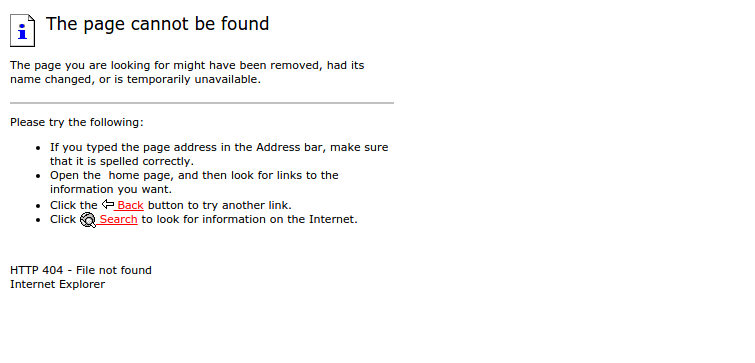 The page cannot be found
The page you are looking for might have been removed, had its
name changed, or is temporarily unavailable.
Please try the following:
If you typed the page address in the Address bar, make sure
that it is spelled correctly.
Open the  home page, and then look for links to the
information you want.
Click the Back button to try another link.
Click Search to look for information on the Internet.
HTTP 404 - File not found
Internet Explorer